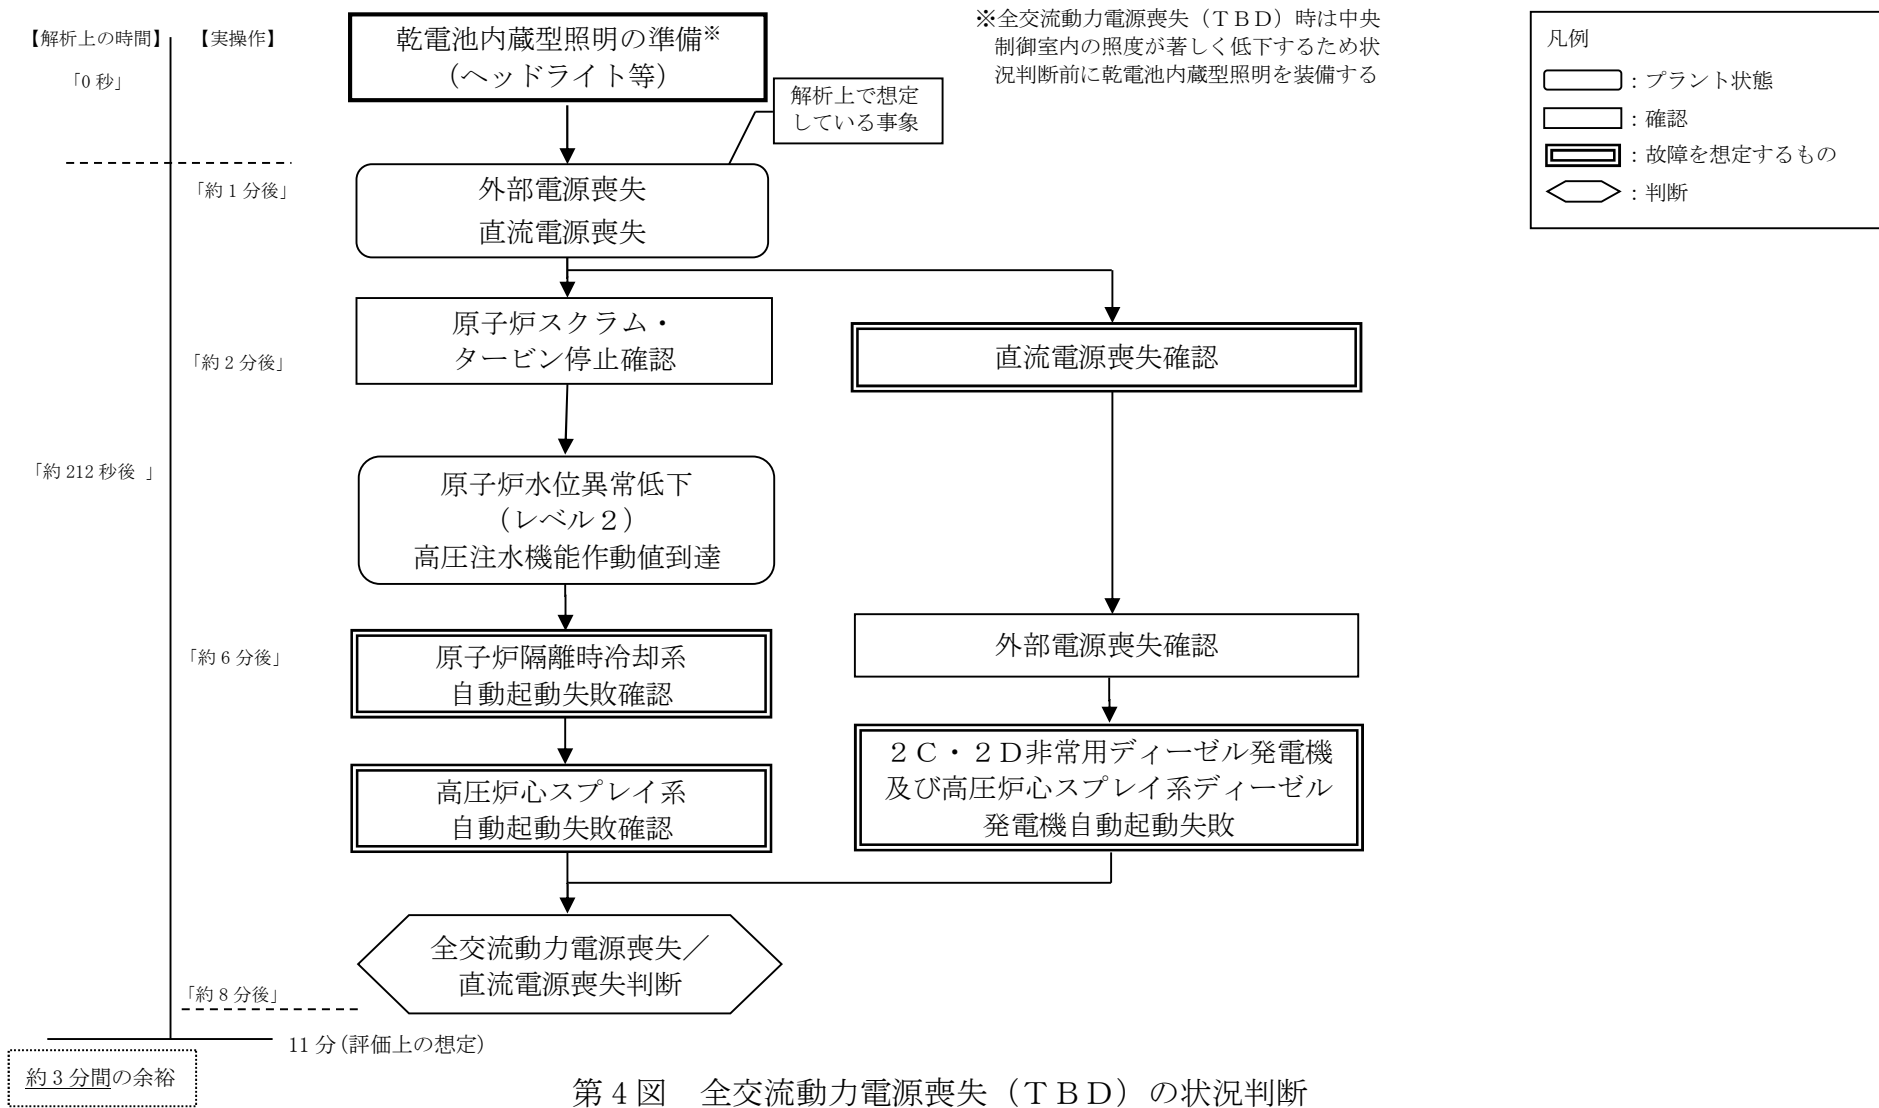 【解析上の時間】
【実操作】
「0 秒」
乾電池内蔵型照明の準備※
（ヘッドライト等）
※全交流動力電源喪失（ＴＢＤ）時は中央
制御室内の照度が著しく低下するため状
況判断前に乾電池内蔵型照明を装備する
解析上で想定
している事象
凡例
：プラント状態
：確認
：故障を想定するもの
：判断
「約 1 分後」
外部電源喪失
直流電源喪失
「約 2 分後」
原子炉スクラム・
タービン停止確認
直流電源喪失確認
「約 212 秒後 」
原子炉水位異常低下
（レベル２）
高圧注水機能作動値到達
「約 6 分後」
原子炉隔離時冷却系
自動起動失敗確認
外部電源喪失確認
高圧炉心スプレイ系
自動起動失敗確認
２Ｃ・２Ｄ非常用ディーゼル発電機
及び高圧炉心スプレイ系ディーゼル
発電機自動起動失敗
全交流動力電源喪失／
直流電源喪失判断
「約 8 分後」
11 分(評価上の想定)
約 3 分間の余裕
第４図　全交流動力電源喪失（ＴＢＤ）の状況判断